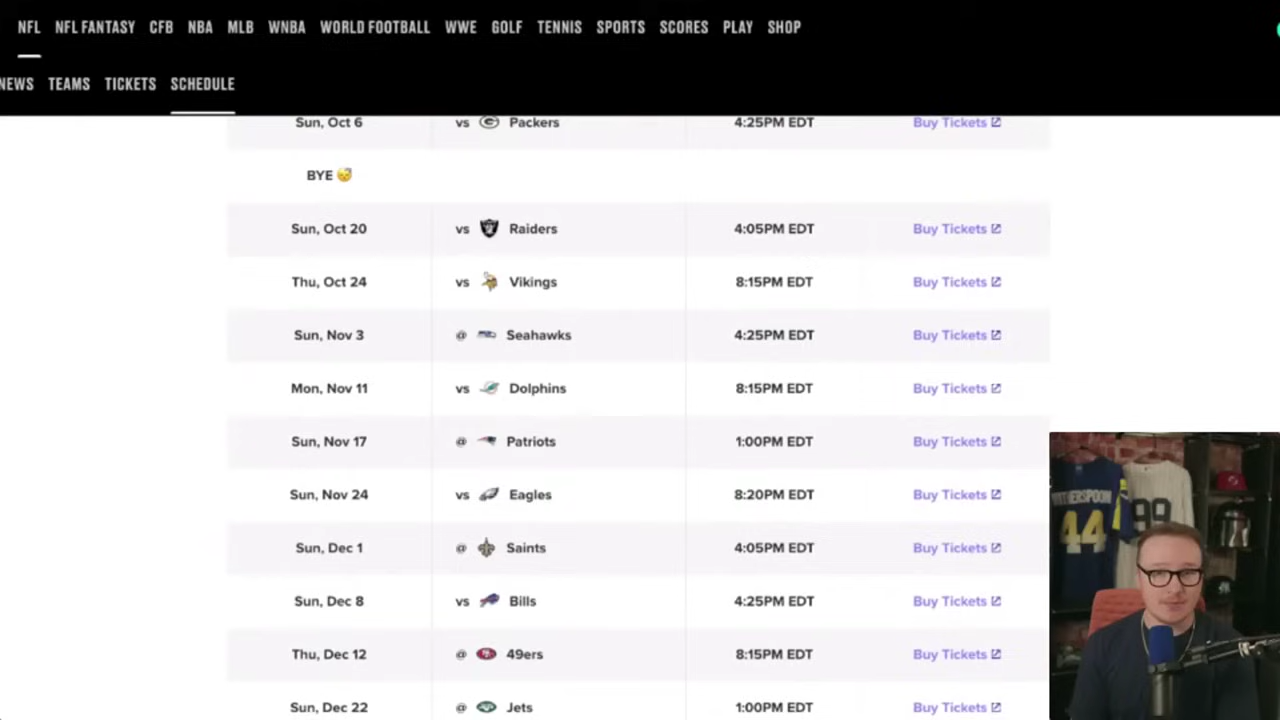 NFL NFL FANTASY CFB NBA MLB WNBA WORLD FOOTBALL WWE GOLF TENNIS SPORTS SCORES PLAY SHOP
NEWS TEAMS TICKETS SCHEDULE
Sun, Oct 6 vs Packers 4:25PM EDT Buy Tickets
BYE 😴
Sun, Oct 20 vs Raiders 4:05PM EDT Buy Tickets
Thu, Oct 24 vs Vikings 8:15PM EDT Buy Tickets
Sun, Nov 3 @ Seahawks 4:25PM EDT Buy Tickets
Mon, Nov 11 vs Dolphins 8:15PM EDT Buy Tickets
Sun, Nov 17 @ Patriots 1:00PM EDT Buy Tickets
Sun, Nov 24 vs Eagles 8:20PM EDT Buy Tickets
Sun, Dec 1 @ Saints 4:05PM EDT Buy Tickets
Sun, Dec 8 vs Bills 4:25PM EDT Buy Tickets
Thu, Dec 12 @ 49ers 8:15PM EDT Buy Tickets
Sun, Dec 22 @ Jets 1:00PM EDT Buy Tickets
WITHERSPOON
44
99